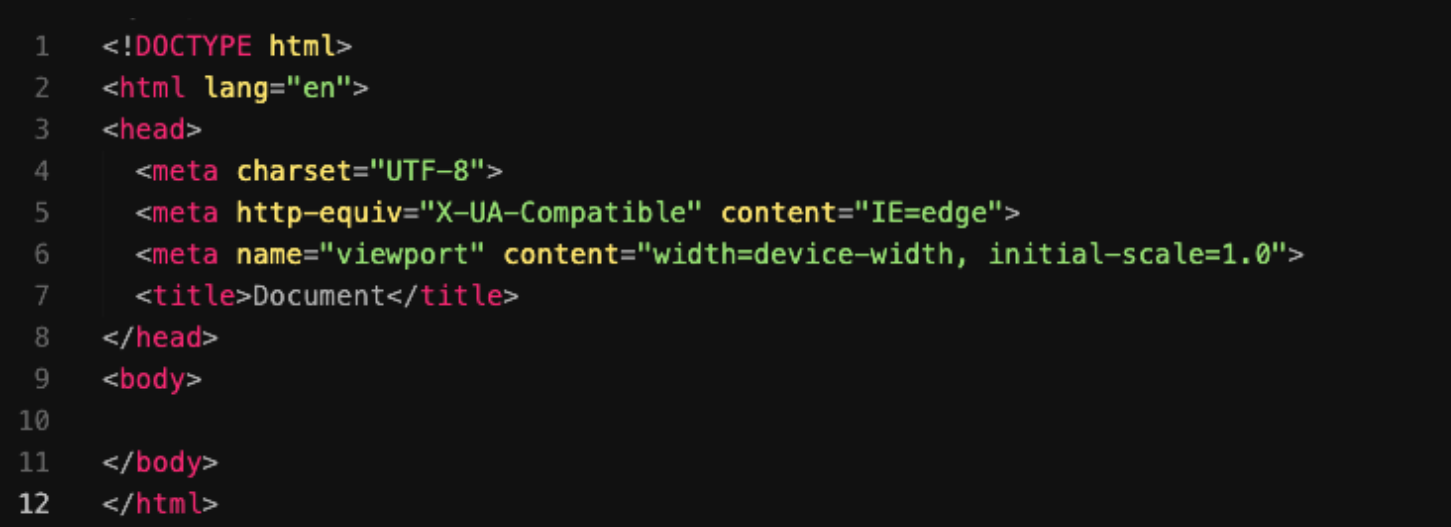 1 <!DOCTYPE html>
2 <html lang="en">
3 <head>
4 <meta charset="UTF-8">
5 <meta http-equiv="X-UA-Compatible" content="IE=edge">
6 <meta name="viewport" content="width=device-width, initial-scale=1.0">
7 <title>Document</title>
8 </head>
9 <body>
10
11 </body>
12 </html>